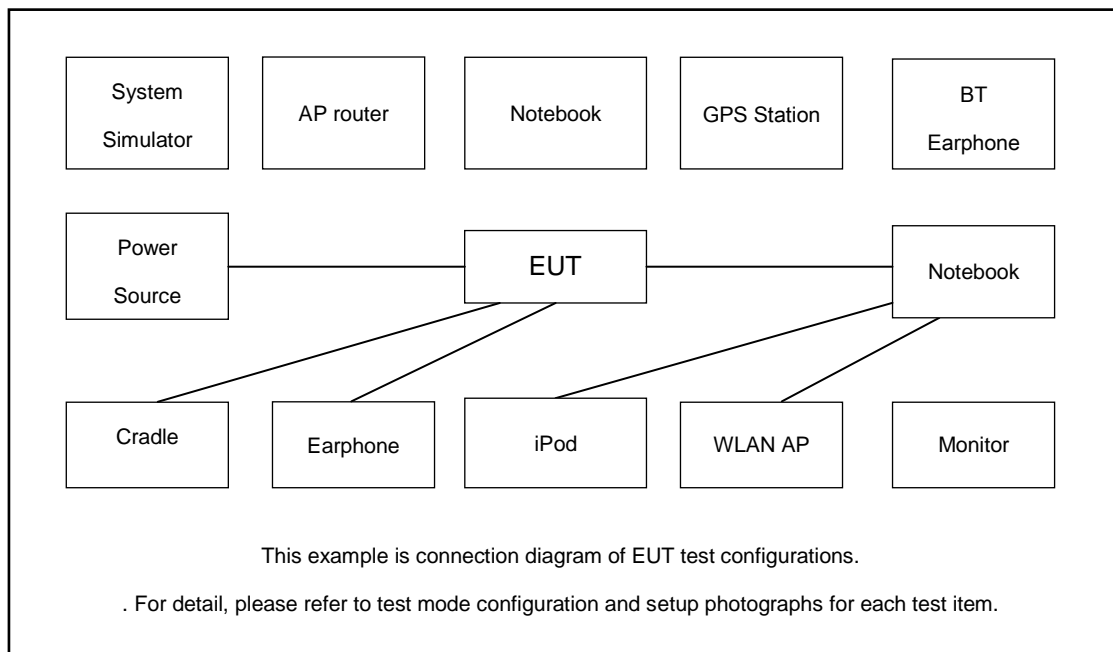 System
Simulator
AP router
Notebook
GPS Station
BT
Earphone
Power
Source
EUT
Notebook
Cradle
Earphone
iPod
WLAN AP
Monitor
This example is connection diagram of EUT test configurations.
. For detail, please refer to test mode configuration and setup photographs for each test item.